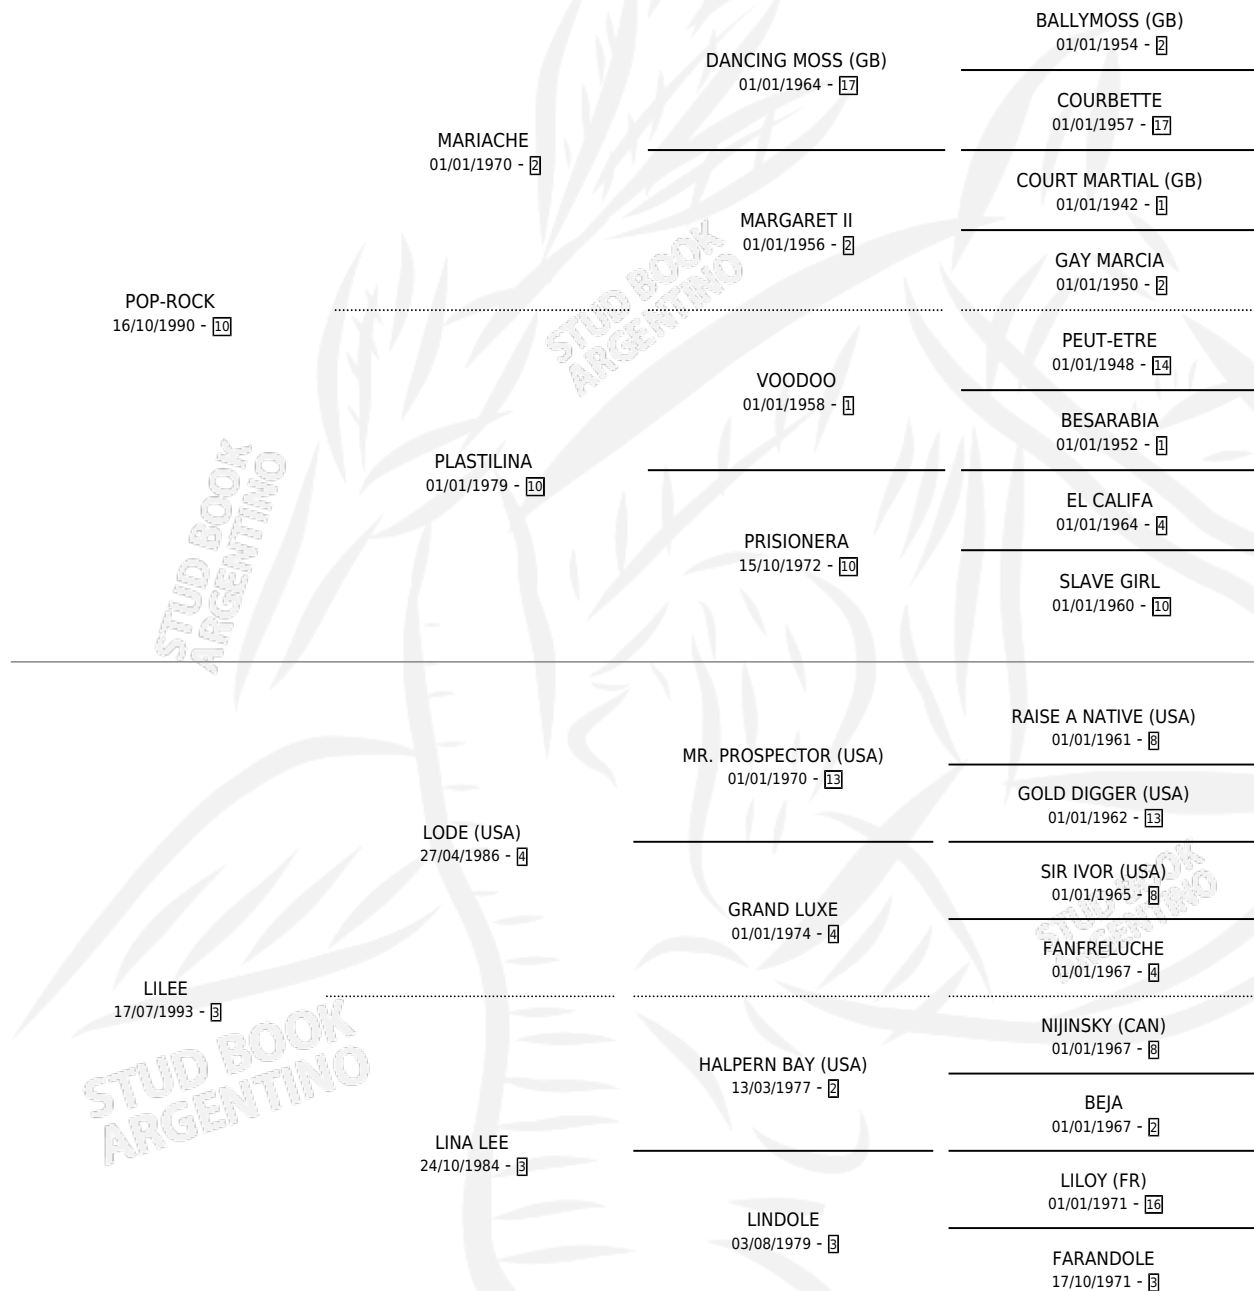 BALLYMOSS (GB)
01/01/1954 - 2
DANCING MOSS (GB)
01/01/1964 - 17
COURBETTE
01/01/1957 - 17
MARIACHE
01/01/1970 - 2
COURT MARTIAL (GB)
01/01/1942 - 1
MARGARET II
01/01/1956 - 2
GAY MARCIA
01/01/1950 - 2
POP-ROCK
16/10/1990 - 10
PEUT-ETRE
01/01/1948 - 14
VOODOO
01/01/1958 - 1
BESARABIA
01/01/1952 - 1
PLASTILINA
01/01/1979 - 10
EL CALIFA
01/01/1964 - 4
PRISIONERA
15/10/1972 - 10
SLAVE GIRL
01/01/1960 - 10
RAISE A NATIVE (USA)
01/01/1961 - 8
MR. PROSPECTOR (USA)
01/01/1970 - 13
GOLD DIGGER (USA)
01/01/1962 - 13
LODE (USA)
27/04/1986 - 4
SIR IVOR (USA)
01/01/1965 - 8
GRAND LUXE
01/01/1974 - 4
FANFRELUCHE
01/01/1967 - 4
LILEE
17/07/1993 - 3
NIJINSKY (CAN)
01/01/1967 - 8
HALPERN BAY (USA)
13/03/1977 - 2
BEJA
01/01/1967 - 2
LINA LEE
24/10/1984 - 3
LILOY (FR)
01/01/1971 - 16
LINDOLE
03/08/1979 - 3
FARANDOLE
17/10/1971 - 3
STUD BOOK
ARGENTINO
STUD BOOK
ARGENTINO
STUD BOOK
ARGENTINO
STUD BOOK
ARGENTINO